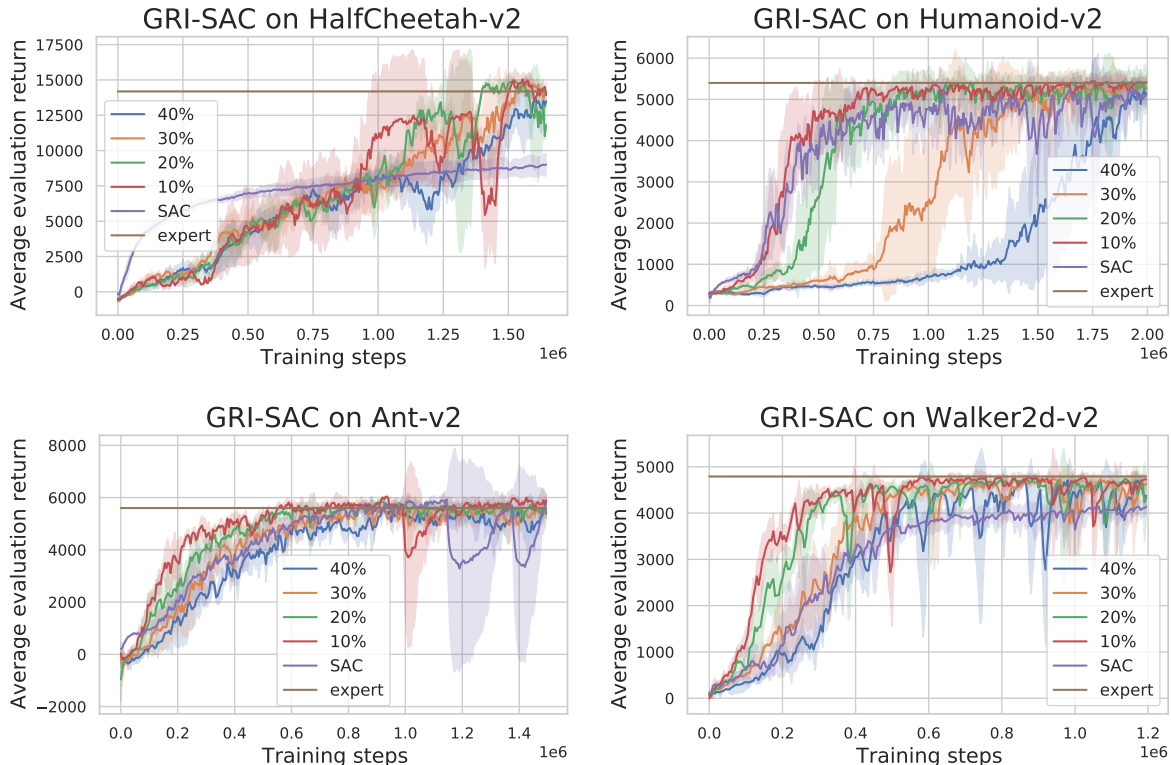 GRI-SAC on HalfCheetah-v2
17500
15000
12500
10000
7500
5000
2500
0
Average evaluation return
40%
30%
20%
10%
SAC
expert
0.00 0.25 0.50 0.75 1.00 1.25 1.50
1e6
Training steps
GRI-SAC on Humanoid-v2
6000
5000
4000
3000
2000
1000
0
Average evaluation return
40%
30%
20%
10%
SAC
expert
0.00 0.25 0.50 0.75 1.00 1.25 1.50 1.75 2.00
1e6
Training steps
GRI-SAC on Ant-v2
8000
6000
4000
2000
0
−2000
Average evaluation return
40%
30%
20%
10%
SAC
expert
0.0 0.2 0.4 0.6 0.8 1.0 1.2 1.4
1e6
Training steps
GRI-SAC on Walker2d-v2
5000
4000
3000
2000
1000
0
Average evaluation return
40%
30%
20%
10%
SAC
expert
0.0 0.2 0.4 0.6 0.8 1.0 1.2
1e6
Training steps